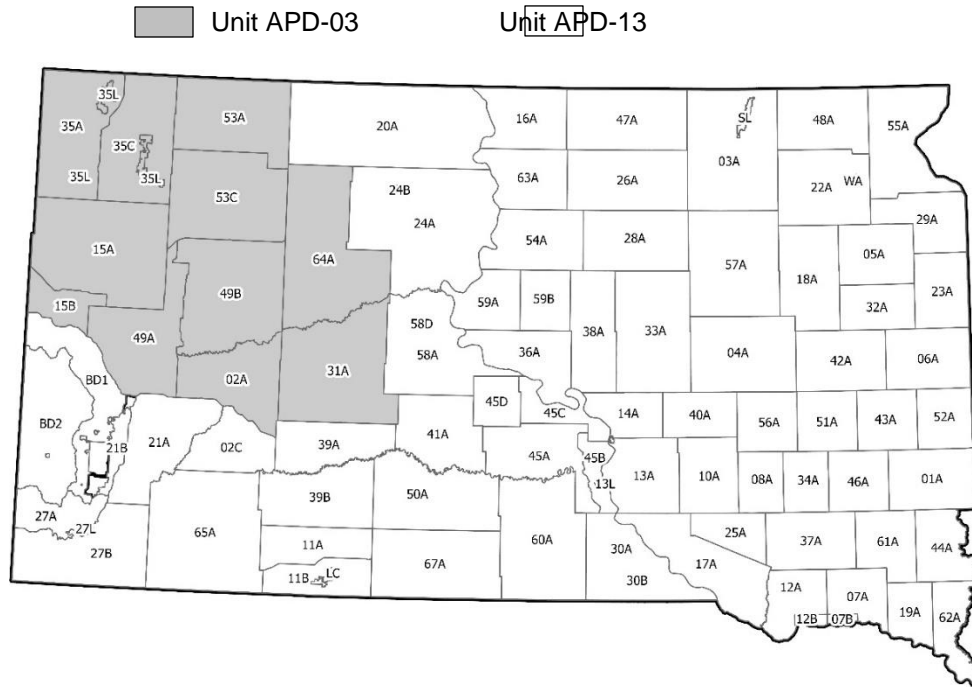 Unit APD-03 Unit APD-13
35L
35A
53A
20A
16A
47A
SL
48A
55A
35C
03A
35L
35L
53C
24B
63A
26A
22A
WA
24A
29A
15A
64A
54A
28A
57A
05A
18A
49B
15B
59A
59B
32A
23A
49A
58D
38A
33A
58A
36A
04A
42A
06A
BD1
02A
31A
45D
45C
14A
40A
56A
51A
43A
52A
BD2
21B
21A
02C
39A
41A
45A
45B
13A
10A
08A
34A
46A
01A
13L
27A
39B
50A
27L
65A
60A
25A
27B
11A
30A
37A
61A
44A
67A
17A
11B
LC
30B
12A
07A
12B
07B
19A
62A